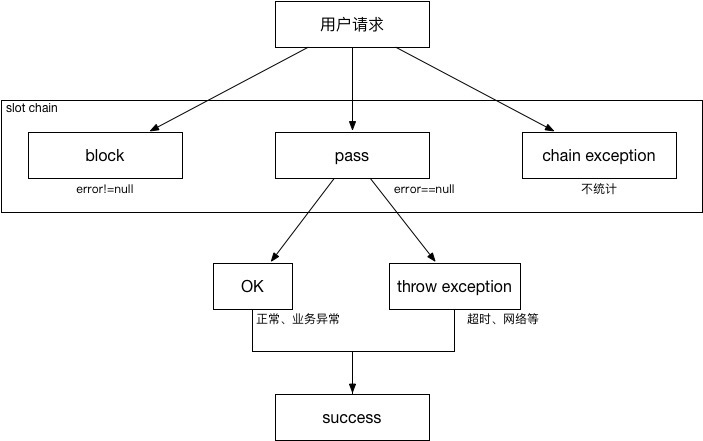 用户请求
slot chain
block
pass
chain exception
error!=null
error==null
不统计
OK
throw exception
正常、业务异常
超时、网络等
success